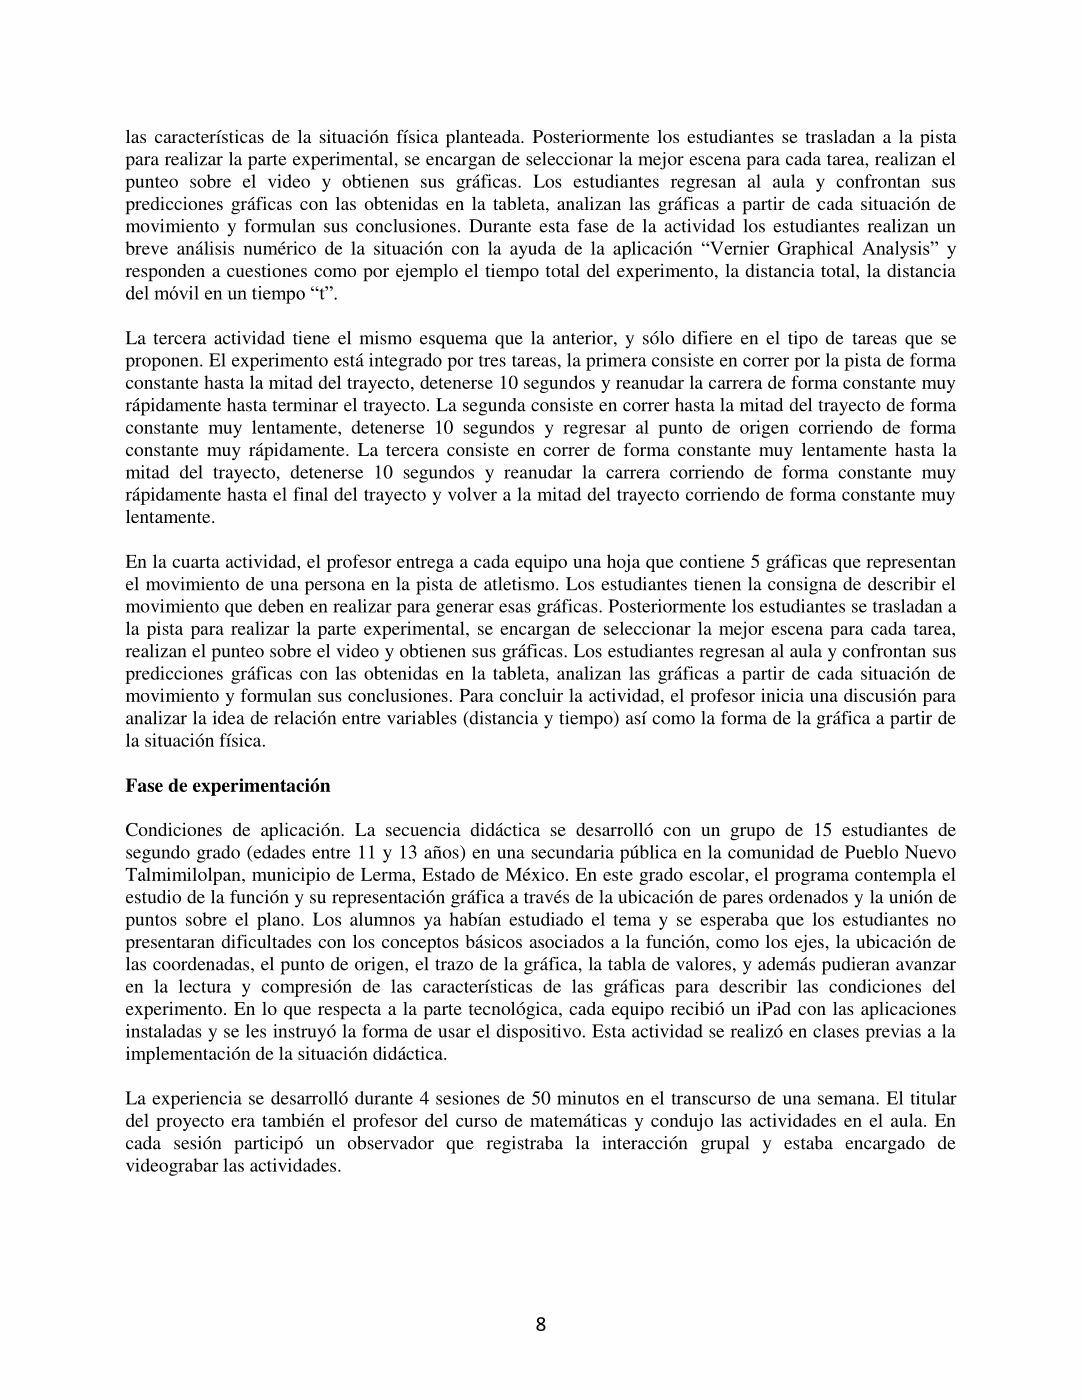 las características de la situación física planteada. Posteriormente los estudiantes se trasladan a la pista
para realizar la parte experimental, se encargan de seleccionar la mejor escena para cada tarea, realizan el
punteo sobre el video y obtienen sus gráficas. Los estudiantes regresan al aula y confrontan sus
predicciones gráficas con las obtenidas en la tableta, analizan las gráficas a partir de cada situación de
movimiento y formulan sus conclusiones. Durante esta fase de la actividad los estudiantes realizan un
breve análisis numérico de la situación con la ayuda de la aplicación “Vernier Graphical Analysis” y
responden a cuestiones como por ejemplo el tiempo total del experimento, la distancia total, la distancia
del móvil en un tiempo “t”.
La tercera actividad tiene el mismo esquema que la anterior, y sólo difiere en el tipo de tareas que se
proponen. El experimento está integrado por tres tareas, la primera consiste en correr por la pista de forma
constante hasta la mitad del trayecto, detenerse 10 segundos y reanudar la carrera de forma constante muy
rápidamente hasta terminar el trayecto. La segunda consiste en correr hasta la mitad del trayecto de forma
constante muy lentamente, detenerse 10 segundos y regresar al punto de origen corriendo de forma
constante muy rápidamente. La tercera consiste en correr de forma constante muy lentamente hasta la
mitad del trayecto, detenerse 10 segundos y reanudar la carrera corriendo de forma constante muy
rápidamente hasta el final del trayecto y volver a la mitad del trayecto corriendo de forma constante muy
lentamente.
En la cuarta actividad, el profesor entrega a cada equipo una hoja que contiene 5 gráficas que representan
el movimiento de una persona en la pista de atletismo. Los estudiantes tienen la consigna de describir el
movimiento que deben en realizar para generar esas gráficas. Posteriormente los estudiantes se trasladan a
la pista para realizar la parte experimental, se encargan de seleccionar la mejor escena para cada tarea,
realizan el punteo sobre el video y obtienen sus gráficas. Los estudiantes regresan al aula y confrontan sus
predicciones gráficas con las obtenidas en la tableta, analizan las gráficas a partir de cada situación de
movimiento y formulan sus conclusiones. Para concluir la actividad, el profesor inicia una discusión para
analizar la idea de relación entre variables (distancia y tiempo) así como la forma de la gráfica a partir de
la situación física.
Fase de experimentación
Condiciones de aplicación. La secuencia didáctica se desarrolló con un grupo de 15 estudiantes de
segundo grado (edades entre 11 y 13 años) en una secundaria pública en la comunidad de Pueblo Nuevo
Talmimilolpan, municipio de Lerma, Estado de México. En este grado escolar, el programa contempla el
estudio de la función y su representación gráfica a través de la ubicación de pares ordenados y la unión de
puntos sobre el plano. Los alumnos ya habían estudiado el tema y se esperaba que los estudiantes no
presentaran dificultades con los conceptos básicos asociados a la función, como los ejes, la ubicación de
las coordenadas, el punto de origen, el trazo de la gráfica, la tabla de valores, y además pudieran avanzar
en la lectura y compresión de las características de las gráficas para describir las condiciones del
experimento. En lo que respecta a la parte tecnológica, cada equipo recibió un iPad con las aplicaciones
instaladas y se les instruyó la forma de usar el dispositivo. Esta actividad se realizó en clases previas a la
implementación de la situación didáctica.
La experiencia se desarrolló durante 4 sesiones de 50 minutos en el transcurso de una semana. El titular
del proyecto era también el profesor del curso de matemáticas y condujo las actividades en el aula. En
cada sesión participó un observador que registraba la interacción grupal y estaba encargado de
videograbar las actividades.
8